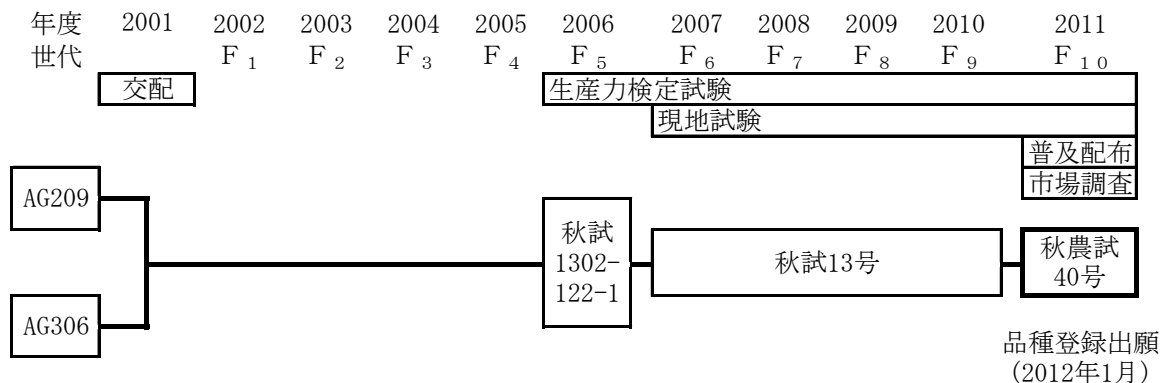 年度 2001 2002 2003 2004 2005 2006 2007 2008 2009 2010 2011
世代 F1 F2 F3 F4 F5 F6 F7 F8 F9 F10
交配
生産力検定試験
現地試験
普及配布
市場調査
AG209
AG306
秋試
1302-
122-1
秋試13号
秋農試
40号
品種登録出願
(2012年1月)